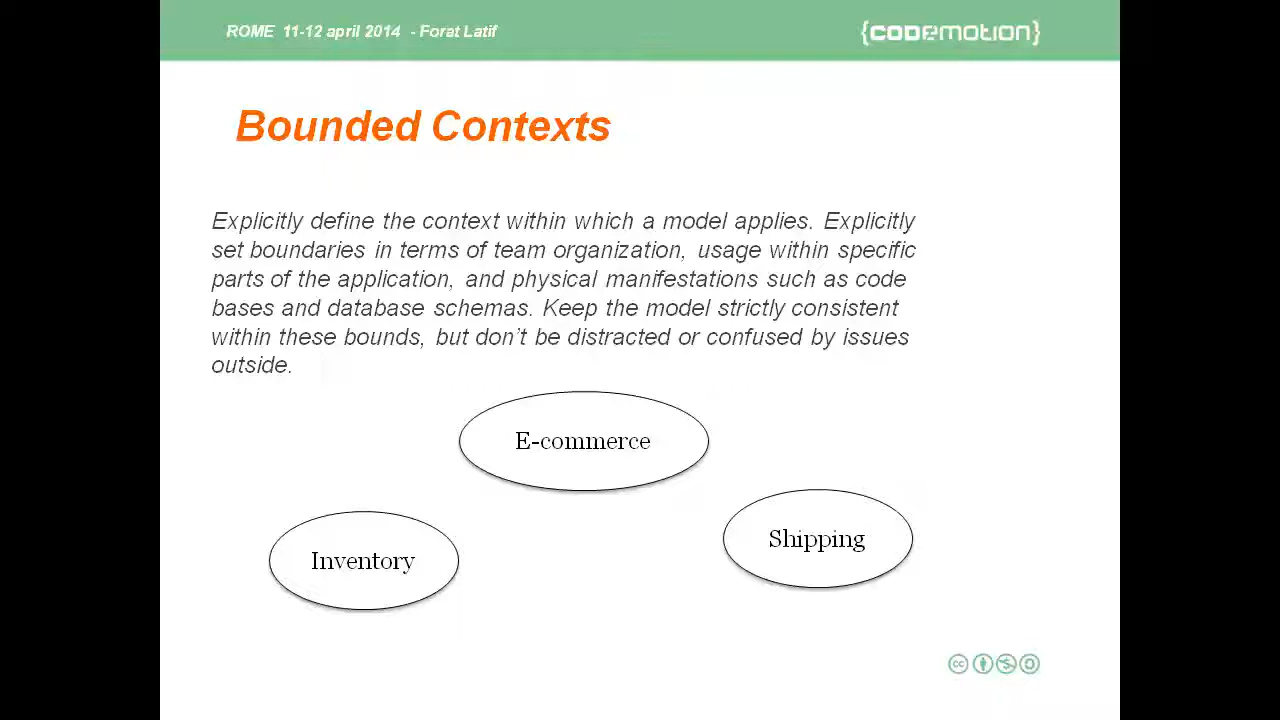 ROME 11-12 april 2014 - Forat Latif
{codemotion}
Bounded Contexts
Explicitly define the context within which a model applies. Explicitly
set boundaries in terms of team organization, usage within specific
parts of the application, and physical manifestations such as code
bases and database schemas. Keep the model strictly consistent
within these bounds, but don’t be distracted or confused by issues
outside.
E-commerce
Shipping
Inventory
cc